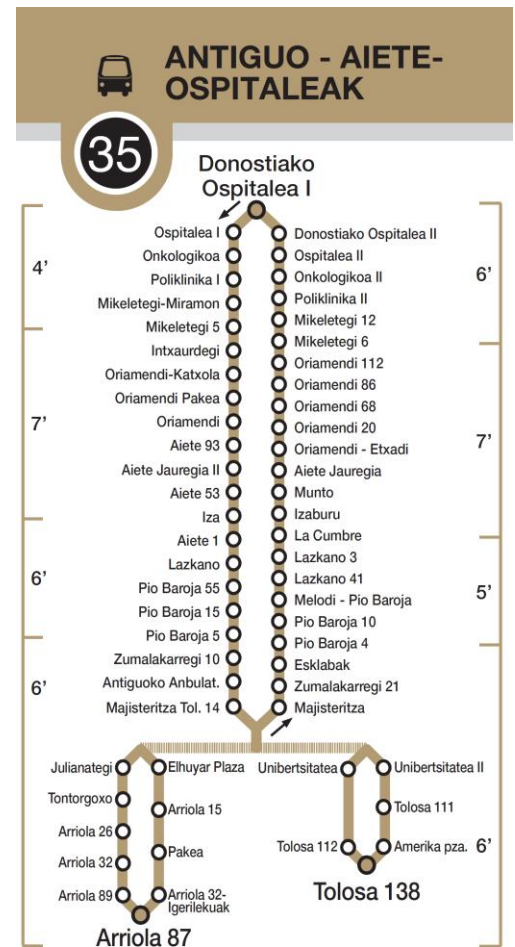 ANTIGUO - AIETE-
OSPITALEAK
35
Donostiako
Ospitalea I
4’
7’
6’
6’
Ospitalea I
Onkologikoa
Poliklinika I
Mikeletegi-Miramon
Mikeletegi 5
Intxaurdegi
Oriamendi-Katxola
Oriamendi Pakea
Oriamendi
Aiete 93
Aiete Jauregia II
Aiete 53
Iza
Aiete 1
Lazkano
Pio Baroja 55
Pio Baroja 15
Pio Baroja 5
Zumalakarregi 10
Antiguoko Anbulat.
Majisteritza Tol. 14
Donostiako Ospitalea II
Ospitalea II
Onkologikoa II
Poliklinika II
Mikeletegi 12
Mikeletegi 6
Oriamendi 112
Oriamendi 86
Oriamendi 68
Oriamendi 20
Oriamendi - Etxadi
Aiete Jauregia
Munto
Izaburu
La Cumbre
Lazkano 3
Lazkano 41
Melodi - Pio Baroja
Pio Baroja 10
Pio Baroja 4
Esklabak
Zumalakarregi 21
Majisteritza
6’
7’
5’
6’
Julianategi
Tontorgoxo
Arriola 26
Arriola 32
Arriola 89
Elhuyar Plaza
Arriola 15
Pakea
Arriola 32-
Igerilekuak
Arriola 87
Unibertsitatea
Tolosa 112
Unibertsitatea II
Tolosa 111
Amerika pza.
Tolosa 138